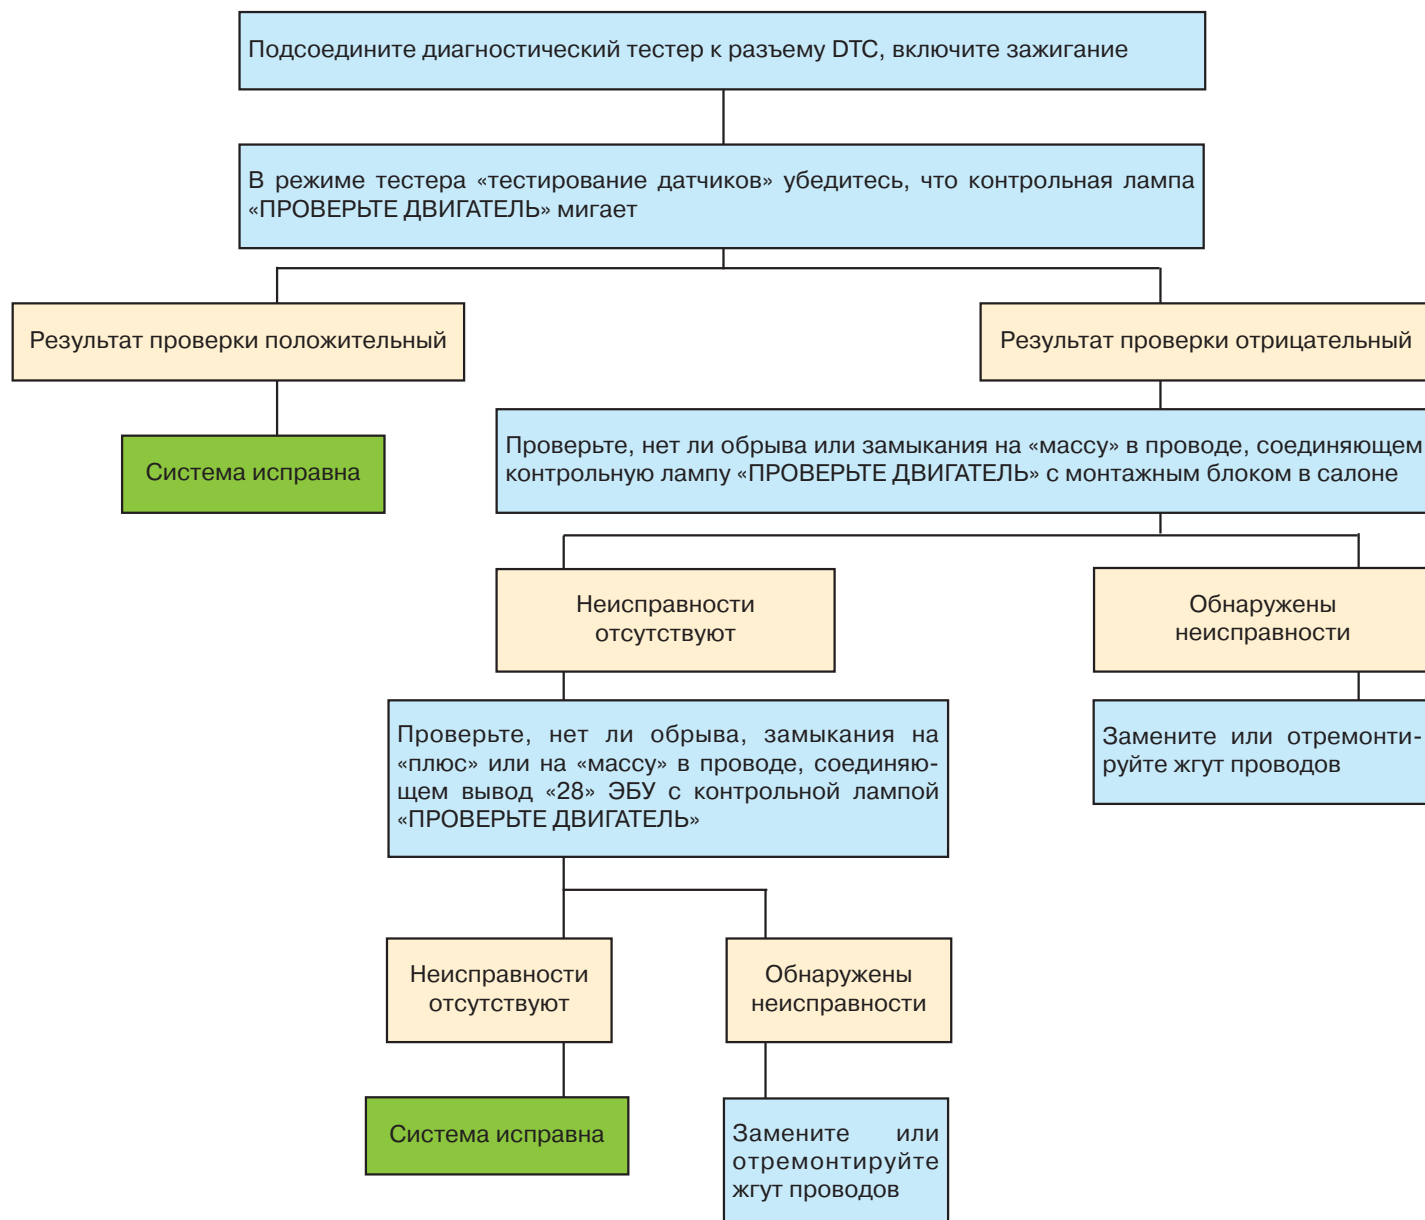 Подсоедините диагностический тестер к разъему DTC, включите зажигание
В режиме тестера «тестирование датчиков» убедитесь, что контрольная лампа
«ПРОВЕРЬТЕ ДВИГАТЕЛЬ» мигает
Результат проверки положительный
Результат проверки отрицательный
Система исправна
Проверьте, нет ли обрыва или замыкания на «массу» в проводе, соединяющем
контрольную лампу «ПРОВЕРЬТЕ ДВИГАТЕЛЬ» с монтажным блоком в салоне
Неисправности
отсутствуют
Обнаружены
неисправности
Проверьте, нет ли обрыва, замыкания на
«плюс» или на «массу» в проводе, соединяю-
щем вывод «28» ЭБУ с контрольной лампой
«ПРОВЕРЬТЕ ДВИГАТЕЛЬ»
Замените или отремонти-
руйте жгут проводов
Неисправности
отсутствуют
Обнаружены
неисправности
Система исправна
Замените или
отремонтируйте
жгут проводов